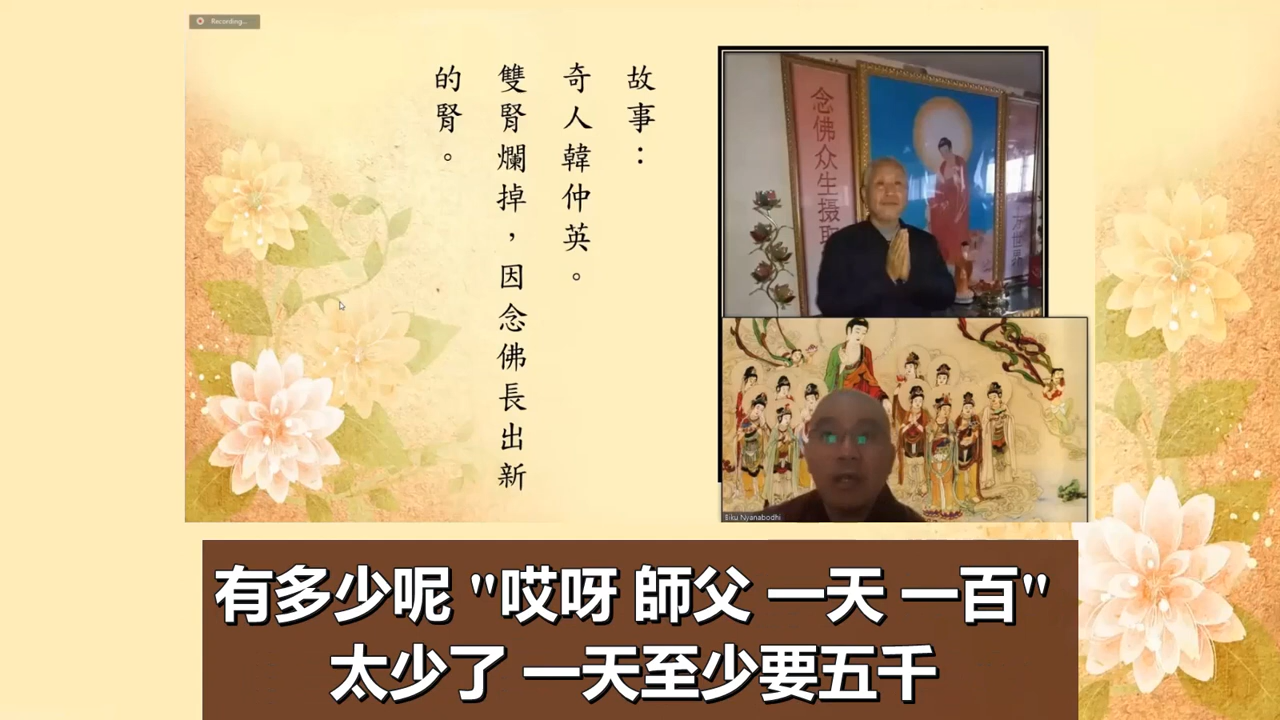 Recording...
故事：
奇人韓仲英。
雙腎爛掉，因念佛長出新
的腎。
念佛众生摄取
Biku Nyanabodhi
有多少呢 "哎呀 師父 一天 一百"
太少了 一天至少要五千